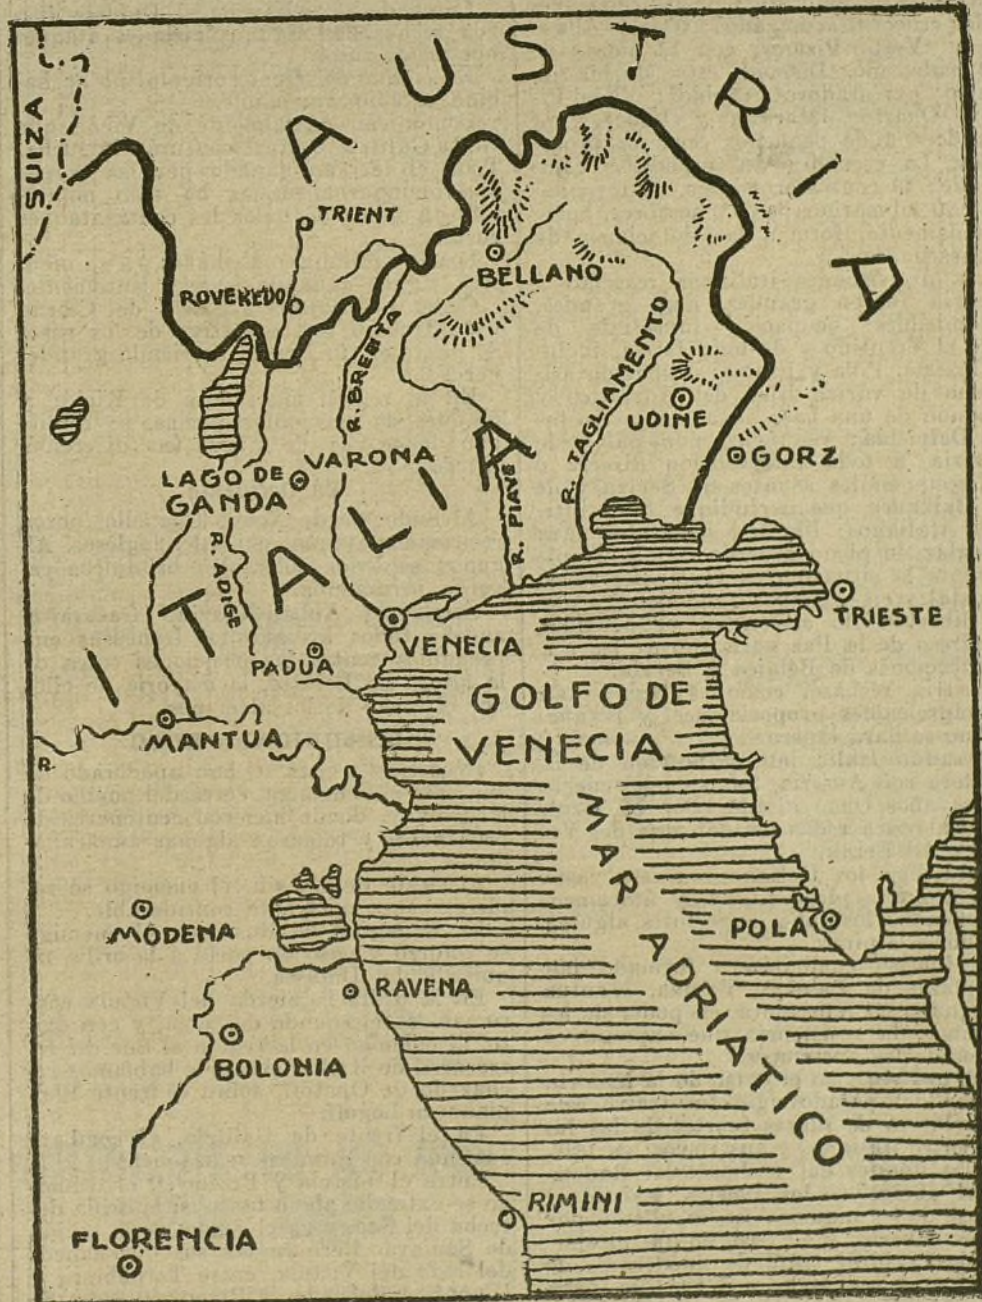 AUSTRIA
SUIZA
TRIENT
ROVEREDO
BELLANO
R. BRENTA
R. TAGLIAMENTO
UDINE
GORZ
LAGO DE
GANDA
VARONA
R. PIAVE
ITALIA
R. ADIGE
TRIESTE
VENECIA
PADUA
GOLFO DE
VENECIA
MANTUA
R.
MAR ADRIÁTICO
POLA
MODENA
RAVENA
BOLONIA
RIMINI
FLORENCIA